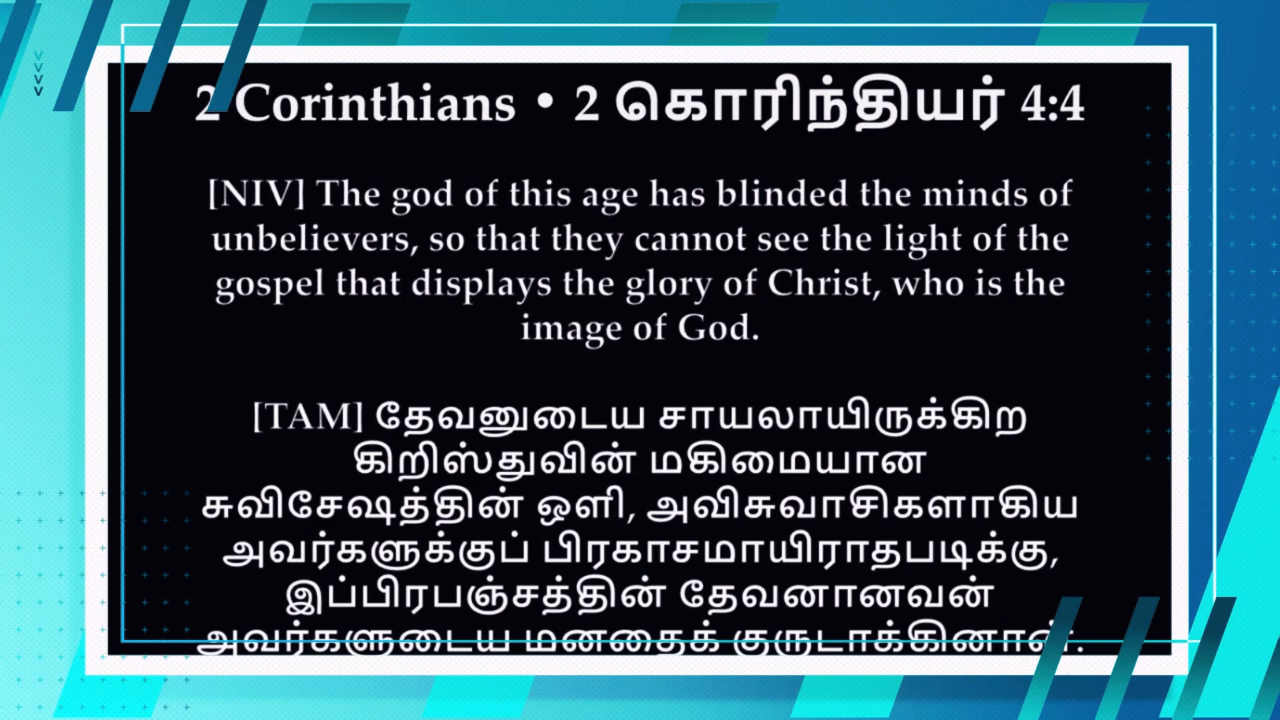 2 Corinthians • 2 கொரிந்தியர் 4:4
[NIV] The god of this age has blinded the minds of
unbelievers, so that they cannot see the light of the
gospel that displays the glory of Christ, who is the
image of God.
[TAM] தேவனுடைய சாயலாயிருக்கிற
கிறிஸ்துவின் மகிமையான
சுவிசேஷத்தின் ஒளி, அவிசுவாசிகளாகிய
அவர்களுக்குப் பிரகாசமாயிராதபடிக்கு,
இப்பிரபஞ்சத்தின் தேவனானவன்
அவர்களுடைய மனதைக் குருடாக்கினான்.